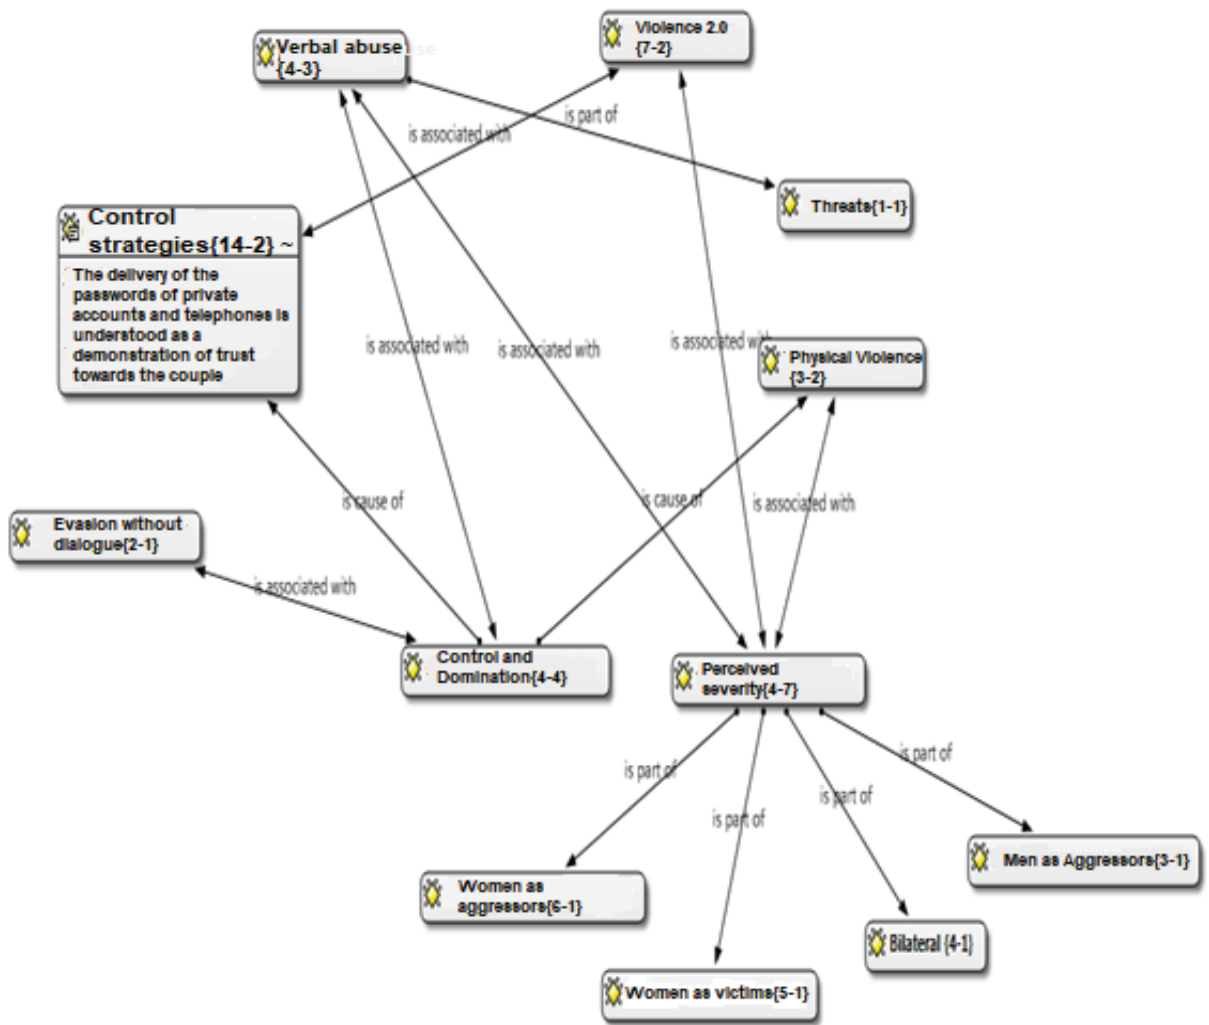 Violence 2.0
{7-2}
Verbal abuse
{4-3}
is part of
is associated with
Threats{1-1}
Control
strategies{14-2} ~
The delivery of the
passwords of private
accounts and telephones is
understood as a
demonstration of trust
towards the couple
is associated with
is associated with
is associated with
Physical Violence
{3-2}
is cause of
is cause of
is associated with
Evasion without
dialogue{2-1}
is associated with
Control and
Domination{4-4}
Perceived
severity{4-7}
is part of
is part of
is part of
is part of
Men as Aggressors{3-1}
Women as
aggressors{6-1}
Bilateral {4-1}
Women as victims{5-1}